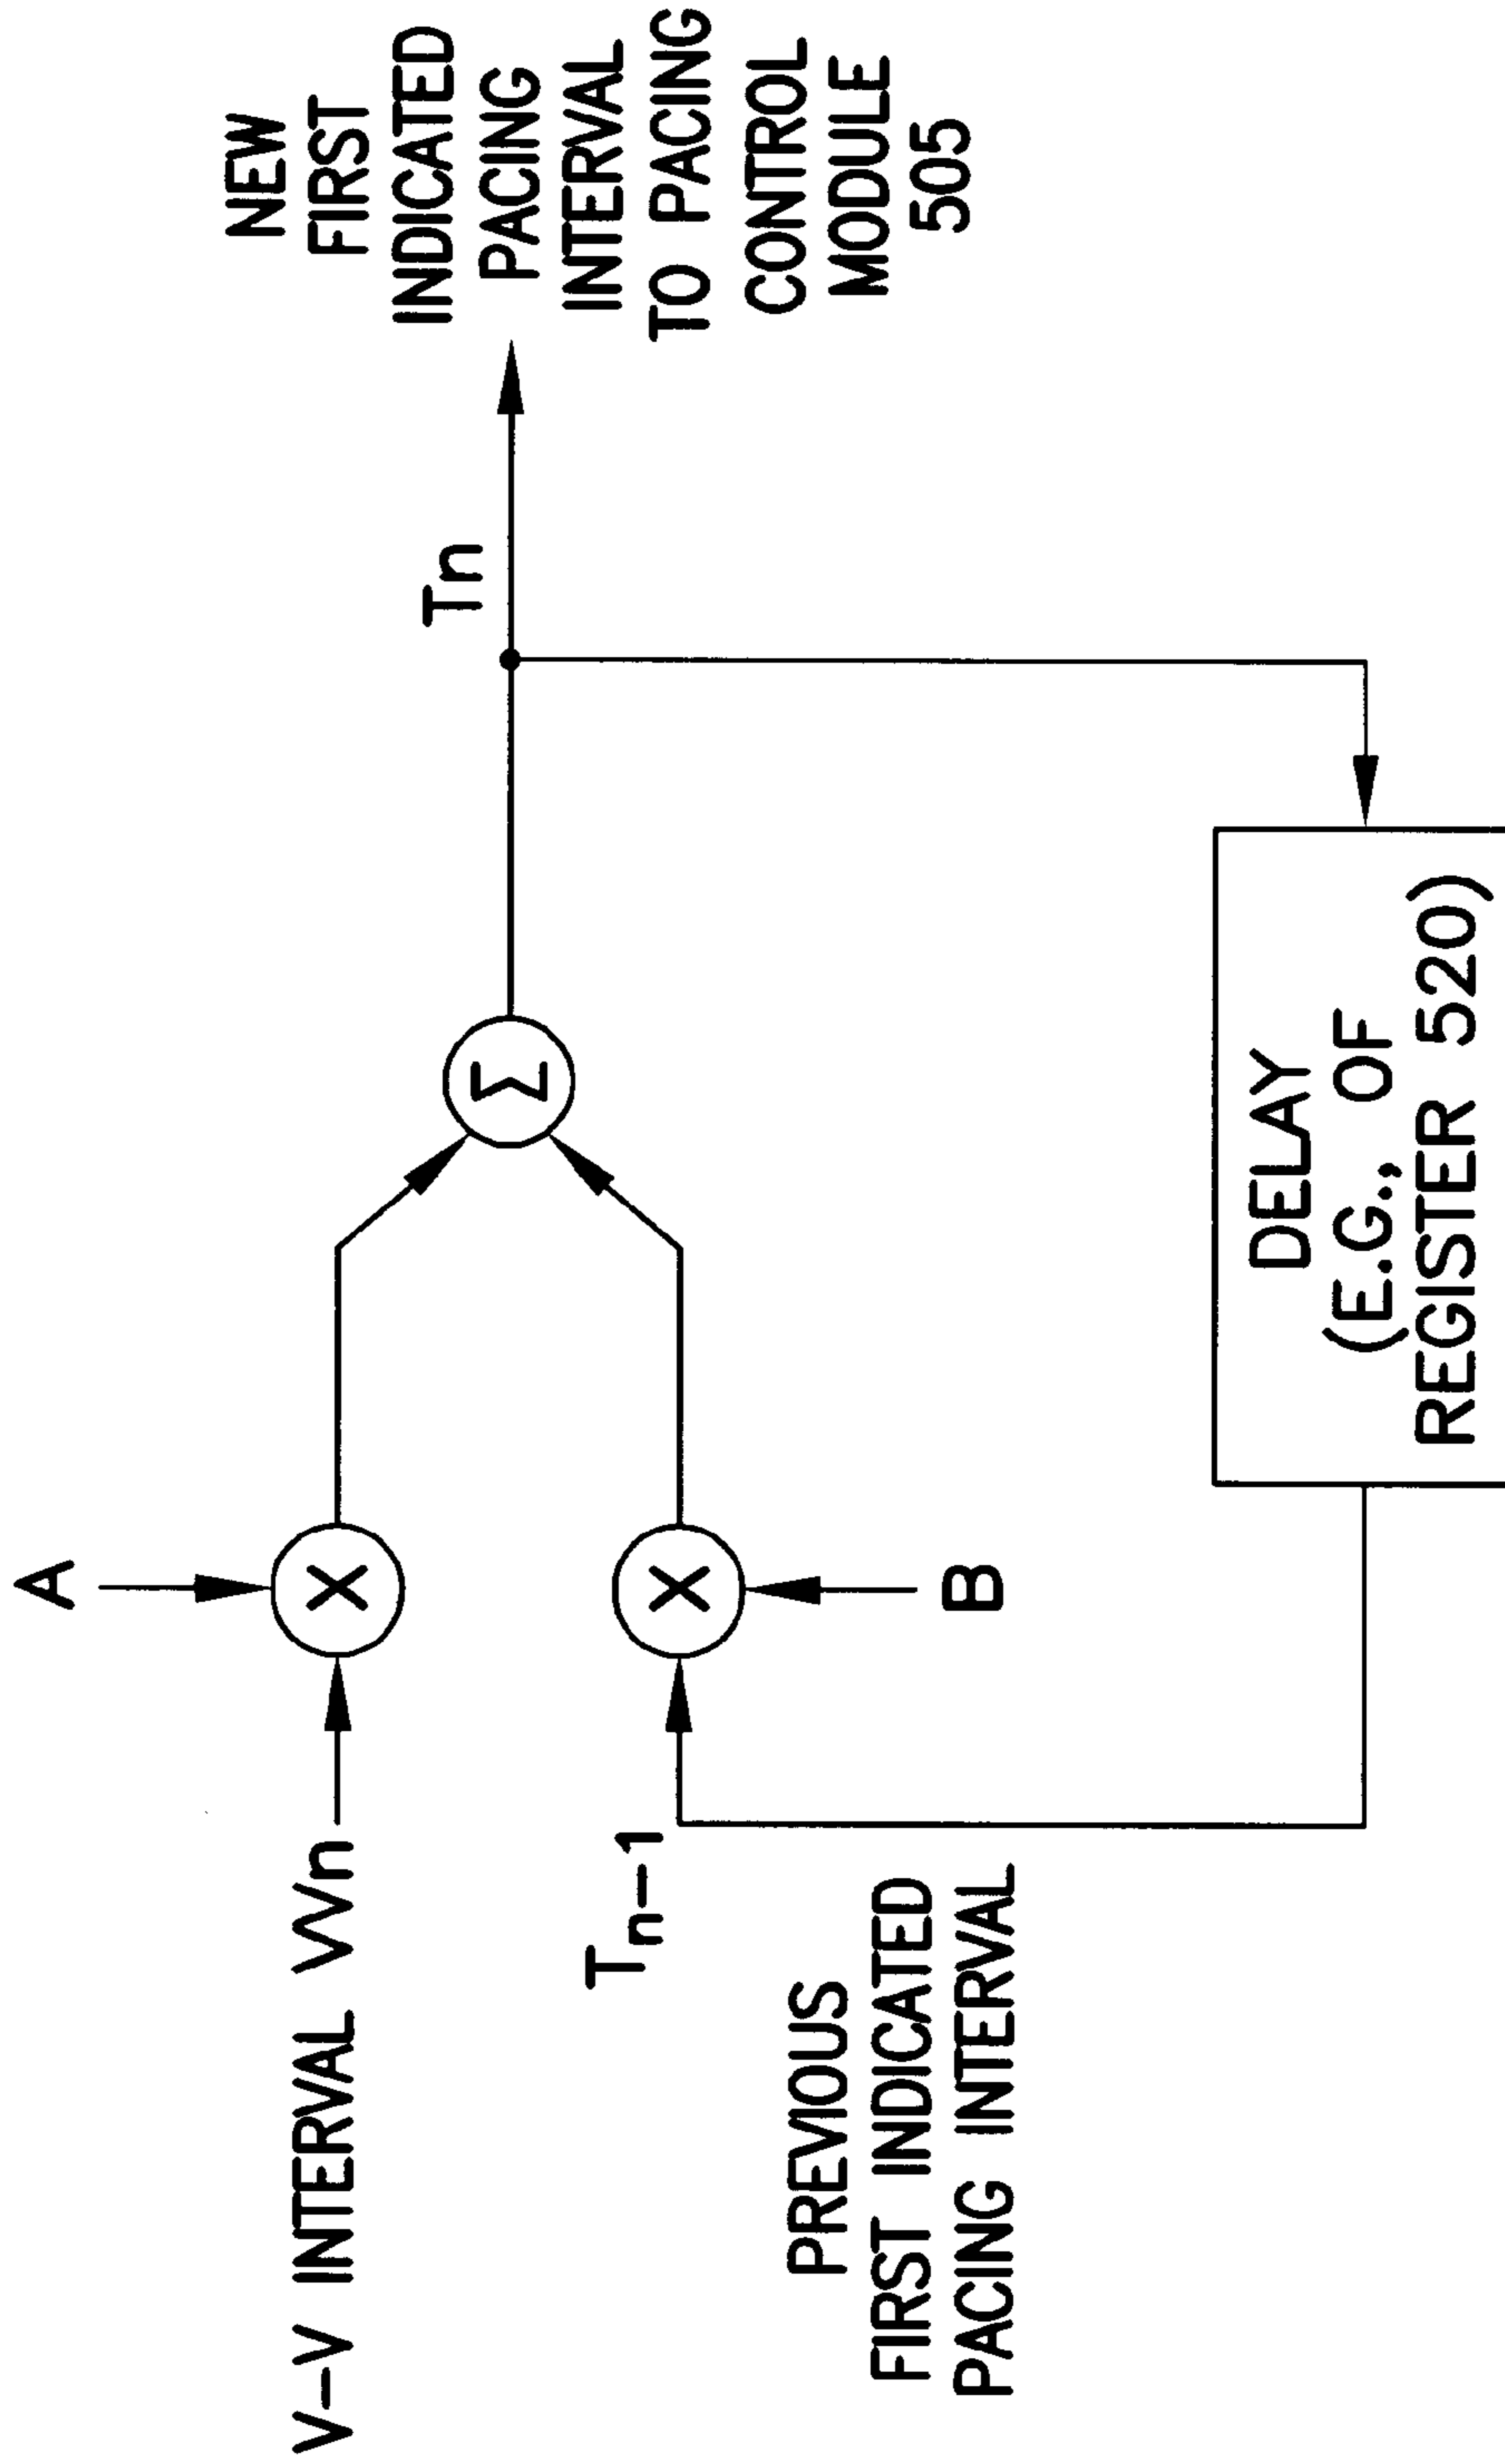 A
V-V INTERVAL VVn
X
Tn-1
PREVIOUS
FIRST INDICATED
PACING INTERVAL
X
B
Σ
Tn
NEW
FIRST
INDICATED
PACING
INTERVAL
TO PACING
CONTROL
MODULE
505
DELAY
(E.G., OF
REGISTER 520)